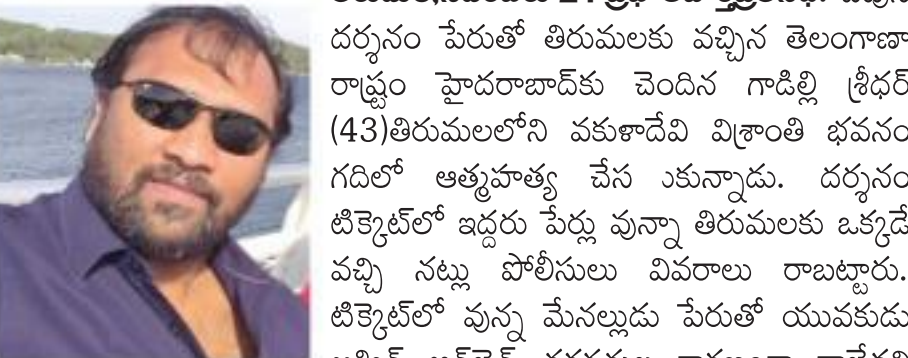 దర్శనం పేరుతో తిరుమలకు వచ్చిన తెలంగాణా
రాష్ట్రం హైదరాబాద్‌కు చెందిన గాడిల్లి శ్రీధర్
(43)తిరుమలలోని వకుళాదేవి విశ్రాంతి భవనం
గదిలో ఆత్మహత్య చేస ుకున్నాడు. దర్శనం
టిక్కెట్‌లో ఇద్దరు పేర్లు వున్నా తిరుమలకు ఒక్కడే
వచ్చి నట్లు పోలీసులు వివరాలు రాబట్టారు.
టిక్కెట్‌లో వున్న మేనల్లుడు పేరుతో యువకుడు